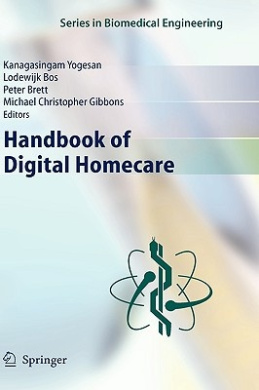 Series in Biomedical Engineering
Kanagasingam Yogesan
Lodewijk Bos
Peter Brett
Michael Christopher Gibbons
Editors
Handbook of
Digital Homecare
Springer